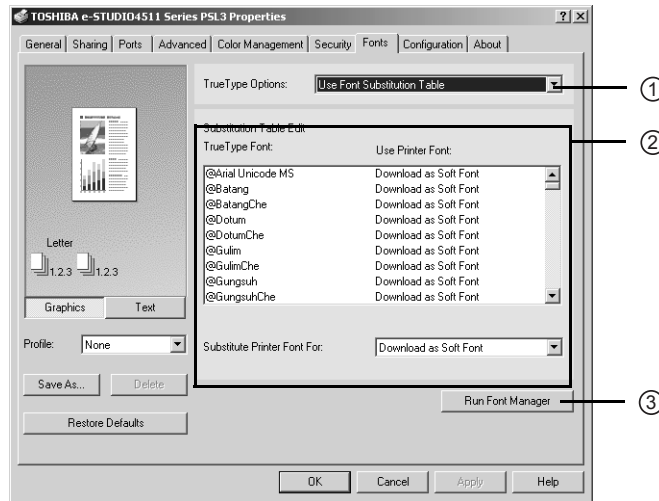 TOSHIBA e-STUDIO4511 Series PSL3 Properties
General Sharing Ports Advanced Color Management Security Fonts Configuration About
TrueType Options: Use Font Substitution Table
1
Substitution Table Edit
2
TrueType Font: Use Printer Font:
@Arial Unicode MS Download as Soft Font
@Batang Download as Soft Font
@BatangChe Download as Soft Font
@Dotum Download as Soft Font
@DotumChe Download as Soft Font
@Gulim Download as Soft Font
@GulimChe Download as Soft Font
@Gungsuh Download as Soft Font
@GungsuhChe Download as Soft Font
Letter
1.2.3 1.2.3
Graphics Text
Profile: None
Substitute Printer Font For: Download as Soft Font
Save As... Delete
Run Font Manager
3
Restore Defaults
OK Cancel Apply Help